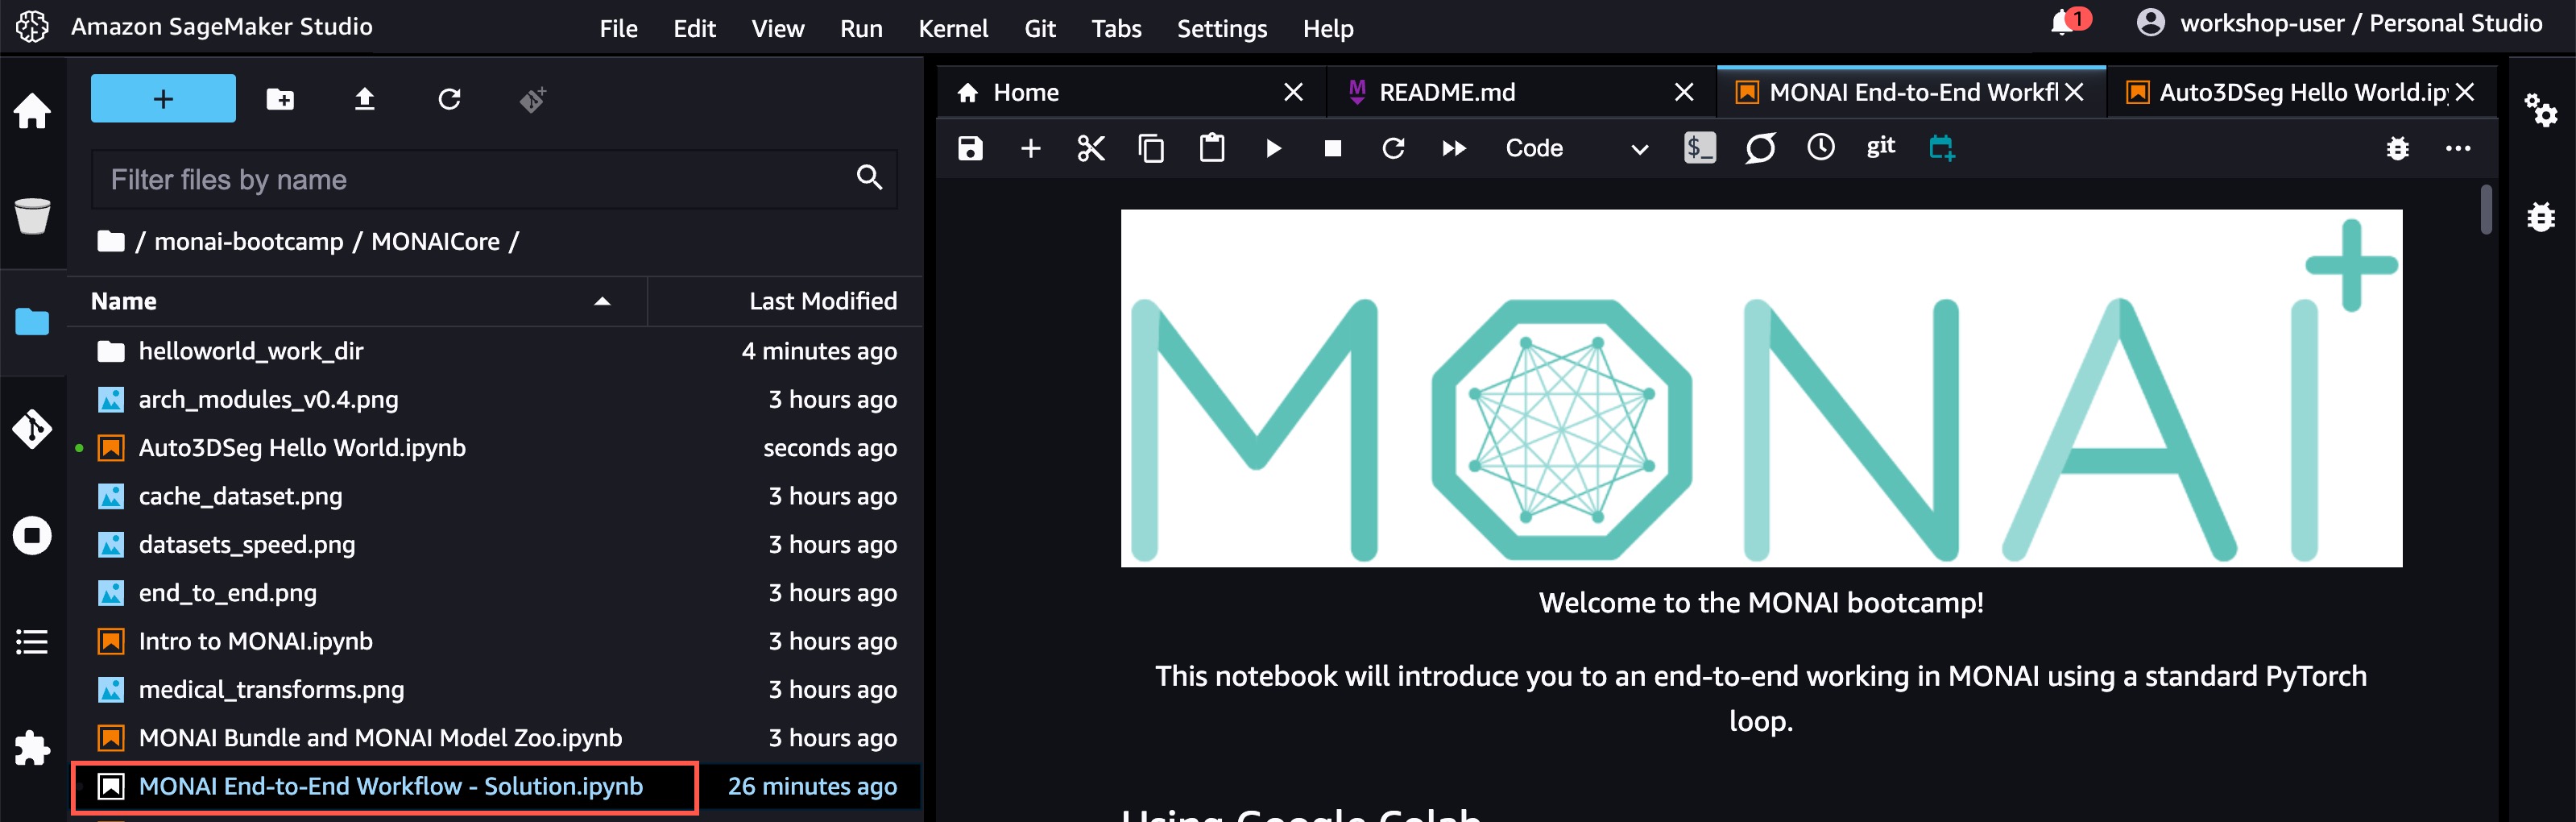 Amazon SageMaker Studio File Edit View Run Kernel Git Tabs Settings Help 1 workshop-user / Personal Studio
+
Filter files by name
/ monai-bootcamp / MONAICore /
Name Last Modified
helloworld_work_dir 4 minutes ago
arch_modules_v0.4.png 3 hours ago
Auto3DSeg Hello World.ipynb seconds ago
cache_dataset.png 3 hours ago
datasets_speed.png 3 hours ago
end_to_end.png 3 hours ago
Intro to MONAI.ipynb 3 hours ago
medical_transforms.png 3 hours ago
MONAI Bundle and MONAI Model Zoo.ipynb 3 hours ago
MONAI End-to-End Workflow - Solution.ipynb 26 minutes ago
Home M README.md MONAI End-to-End Workfl Auto3DSeg Hello World.ipy
Code $_ git
MONAI
Welcome to the MONAI bootcamp!
This notebook will introduce you to an end-to-end working in MONAI using a standard PyTorch
loop.
Using Google Colab